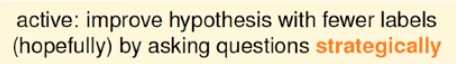 active: improve hypothesis with fewer labels
(hopefully) by asking questions strategically